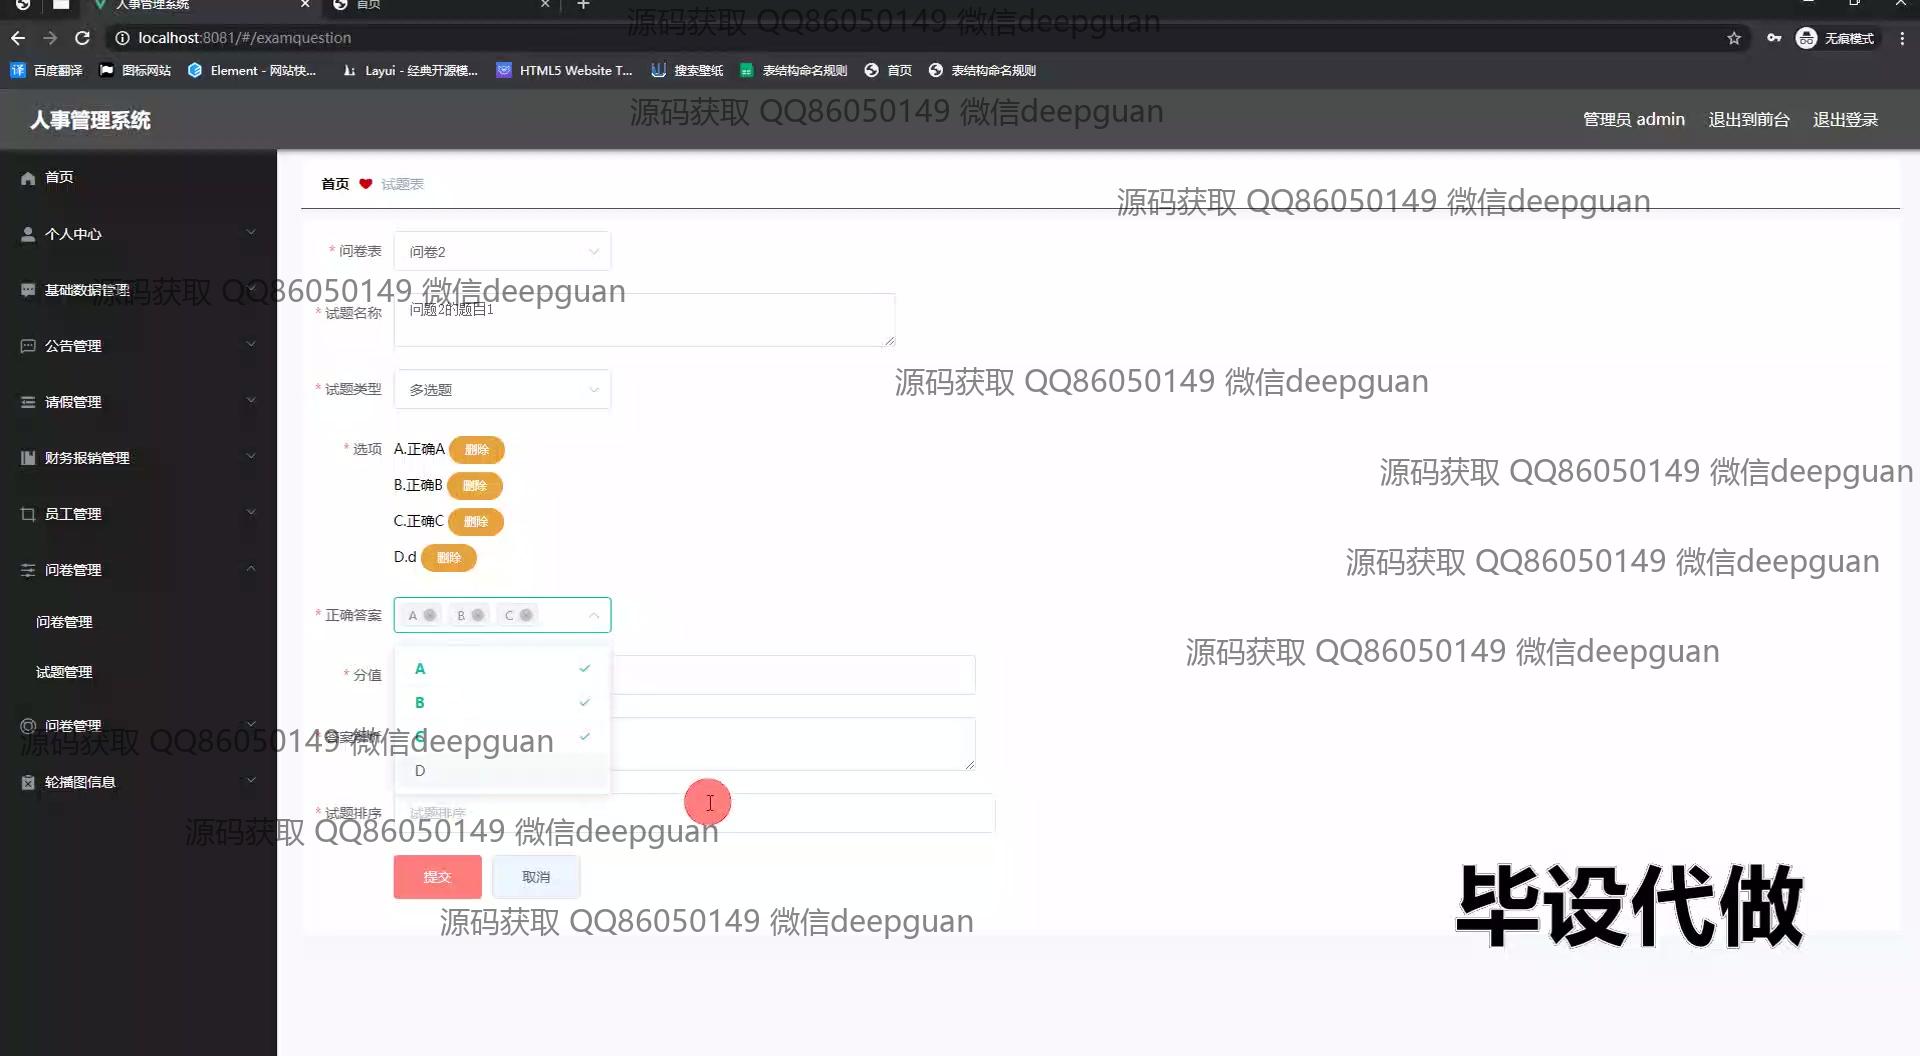 人事管理系统
首页
localhost:8081/#/examquestion
无痕模式
百度翻译
图标网站
Element - 网站快...
Layui - 经典开源模...
HTML5 Website T...
搜索壁纸
表结构命名规则
首页
表结构命名规则
源码获取 QQ86050149 微信deepguan
源码获取 QQ86050149 微信deepguan
人事管理系统
管理员 admin
退出到前台
退出登录
首页
个人中心
基础数据管理
公告管理
请假管理
财务报销管理
员工管理
问卷管理
问卷管理
试题管理
问卷管理
轮播图信息
首页 试题表
源码获取 QQ86050149 微信deepguan
* 问卷表 问卷2
源码获取 QQ86050149 微信deepguan
* 试题名称 问题2的题目1
源码获取 QQ86050149 微信deepguan
* 试题类型 多选题
* 选项 A.正确A 删除
B.正确B 删除
C.正确C 删除
D.d 删除
源码获取 QQ86050149 微信deepguan
源码获取 QQ86050149 微信deepguan
* 正确答案 A B C
源码获取 QQ86050149 微信deepguan
* 分值
A
B
C
D
源码获取 QQ86050149 微信deepguan
* 试题排序 试题排序
源码获取 QQ86050149 微信deepguan
提交 取消
源码获取 QQ86050149 微信deepguan
毕设代做